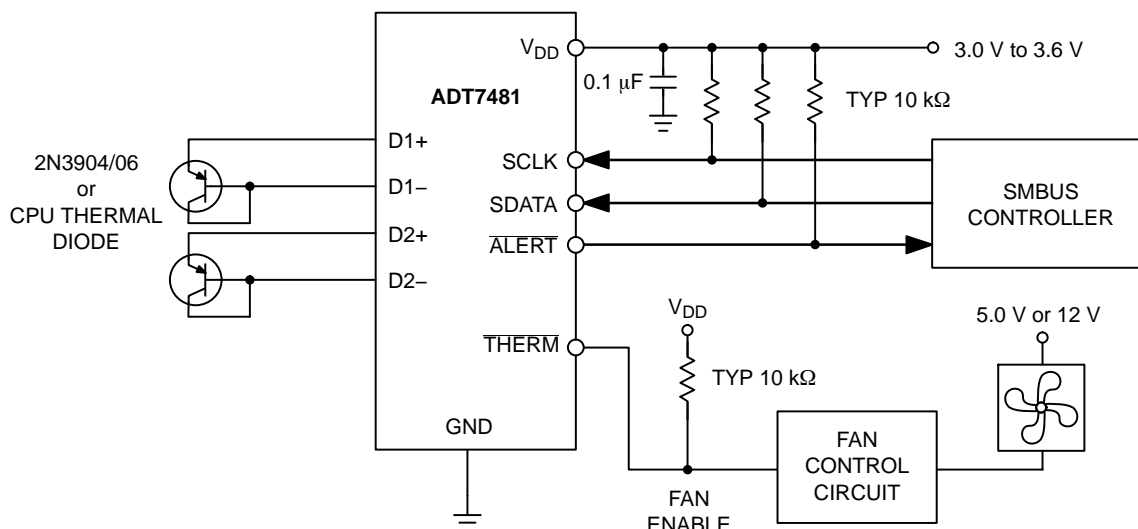 V_DD
3.0 V to 3.6 V
0.1 μF
ADT7481
TYP 10 kΩ
D1+
2N3904/06
or
CPU THERMAL
DIODE
SCLK
D1−
SMBUS
CONTROLLER
SDATA
D2+
ALERT
D2−
V_DD
5.0 V or 12 V
THERM
TYP 10 kΩ
GND
FAN
CONTROL
CIRCUIT
FAN
ENABLE